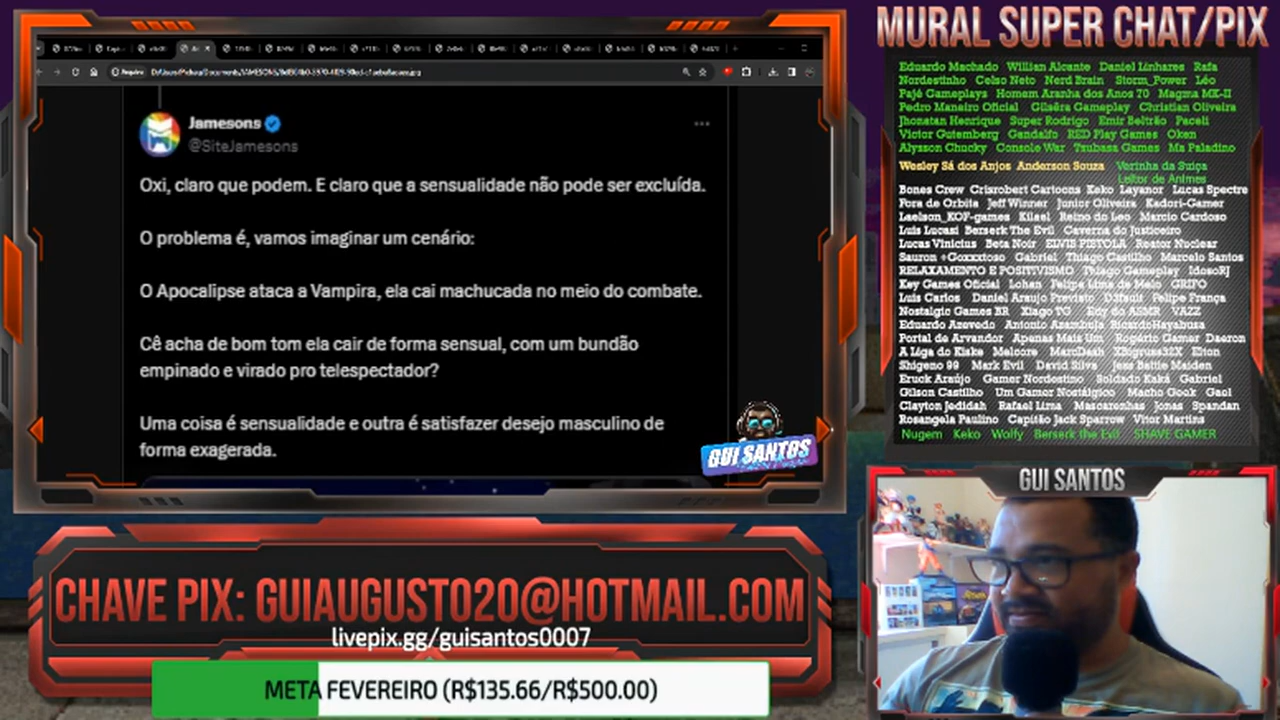 MURAL SUPER CHAT/PIX
Jamesons
@SiteJamesons
Oxi, claro que podem. E claro que a sensualidade não pode ser excluída.
O problema é, vamos imaginar um cenário:
O Apocalipse ataca a Vampira, ela cai machucada no meio do combate.
Cê acha de bom tom ela cair de forma sensual, com um bundão
empinado e virado pro telespectador?
Uma coisa é sensualidade e outra é satisfazer desejo masculino de
forma exagerada.
GUI SANTOS
Eduardo Machado Willian Alcante Daniel Linhares Rafa
Nordestinho Celso Neto Nerd Brain Storm_Power Léo
Pajé Gameplays Homem Aranha dos Anos 70 Magma MK-II
Pedro Maneiro Oficial Gilsêra Gameplay Christian Oliveira
Jhonatan Henrique Super Rodrigo Emir Beltrão Paceli
Victor Gutemberg Gandalfo RED Play Games Oken
Alysson Chucky Console War Tsubasa Games Ma Paladino
Wesley Sá dos Anjos Anderson Souza Verinha da Suiça
Leitor de Animes
Bones Crew Crisrobert Cartoons Keko Layanor Lucas Spectre
Fora de Orbita Jeff Winner Junior Oliveira Kadori-Gamer
Laelson_KOF-games Kilael Reino do Leo Marcio Cardoso
Luis Lucasi Berserk The Evil Caverna do Justiceiro
Lucas Vinicius Beta Noir ELVIS PISTOLA Reator Nuclear
Sauron +Goxxxtoso Gabriel Thiago Castilho Marcelo Santos
RELAXAMENTO E POSITIVISMO Thiago Gameplay IdosoRJ
Key Games Oficial Lohan Felipe Lima de Melo GRIFO
Luis Carlos Daniel Araujo Previsto D3fault Felipe França
Nostalgic Games BR Xiago TG Edy do ASMR VAZZ
Eduardo Azevedo Antonio Azambuja RicardoHayabusa
Portal de Arvandor Apenas Mais Um Rogério Gamer Daeron
A Liga do Kiske Melcore MarcDash Elton
Shigeno 99 Mark Evil David Silva Jess Battle Maiden
Eruck Araújo Gamer Nordestino Soldado Kaká Gabriel
Gilson Castilho Um Gamer Nostálgico Macho Geek Gael
Clayton Jedidah Rafael Lima Mascarenhas Jonas Spandan
Rosangela Paulino Capitão Jack Sparrow Vitor Martins
Nugem Keko Wolfy Berserk the Evil SHAVE GAMER
GUI SANTOS
CHAVE PIX: GUIAUGUSTO20@HOTMAIL.COM
livepix.gg/guisantos0007
META FEVEREIRO (R$135.66/R$500.00)